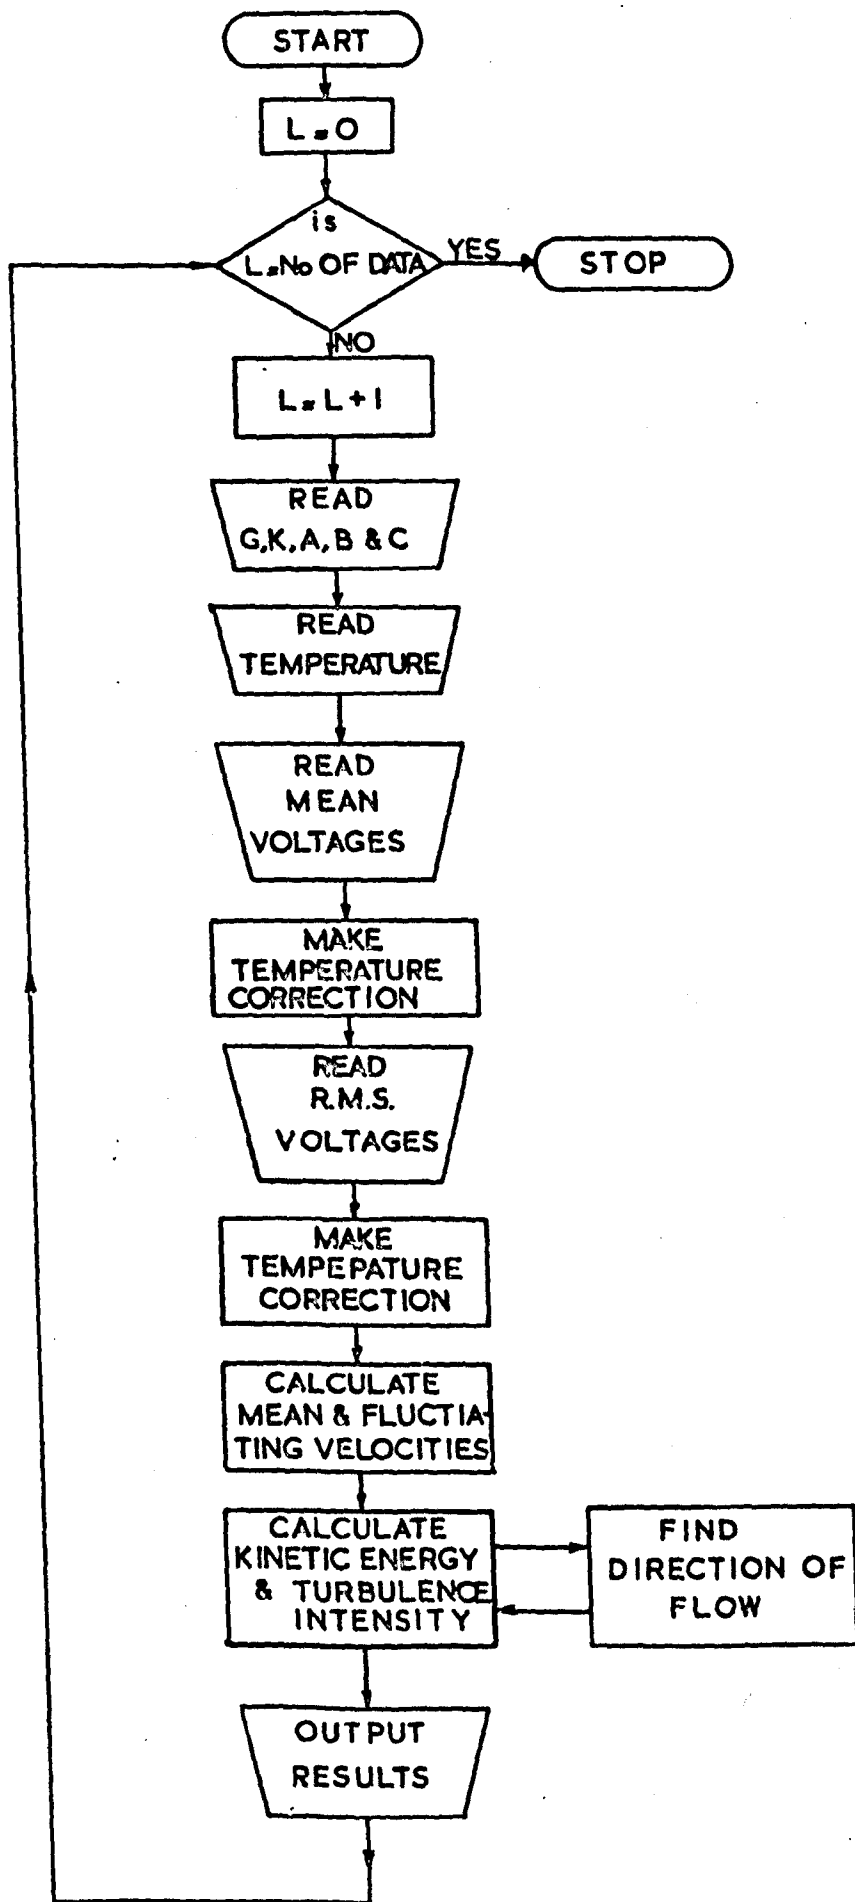 START
L = O
is
L = No OF DATA
YES
STOP
NO
L = L + 1
READ
G, K, A, B & C
READ
TEMPERATURE
READ
MEAN
VOLTAGES
MAKE
TEMPERATURE
CORRECTION
READ
R.M.S.
VOLTAGES
MAKE
TEMPEPATURE
CORRECTION
CALCULATE
MEAN & FLUCTIA-
TING VELOCITIES
CALCULATE
KINETIC ENERGY
& TURBULENCE
INTENSITY
FIND
DIRECTION OF
FLOW
OUTPUT
RESULTS